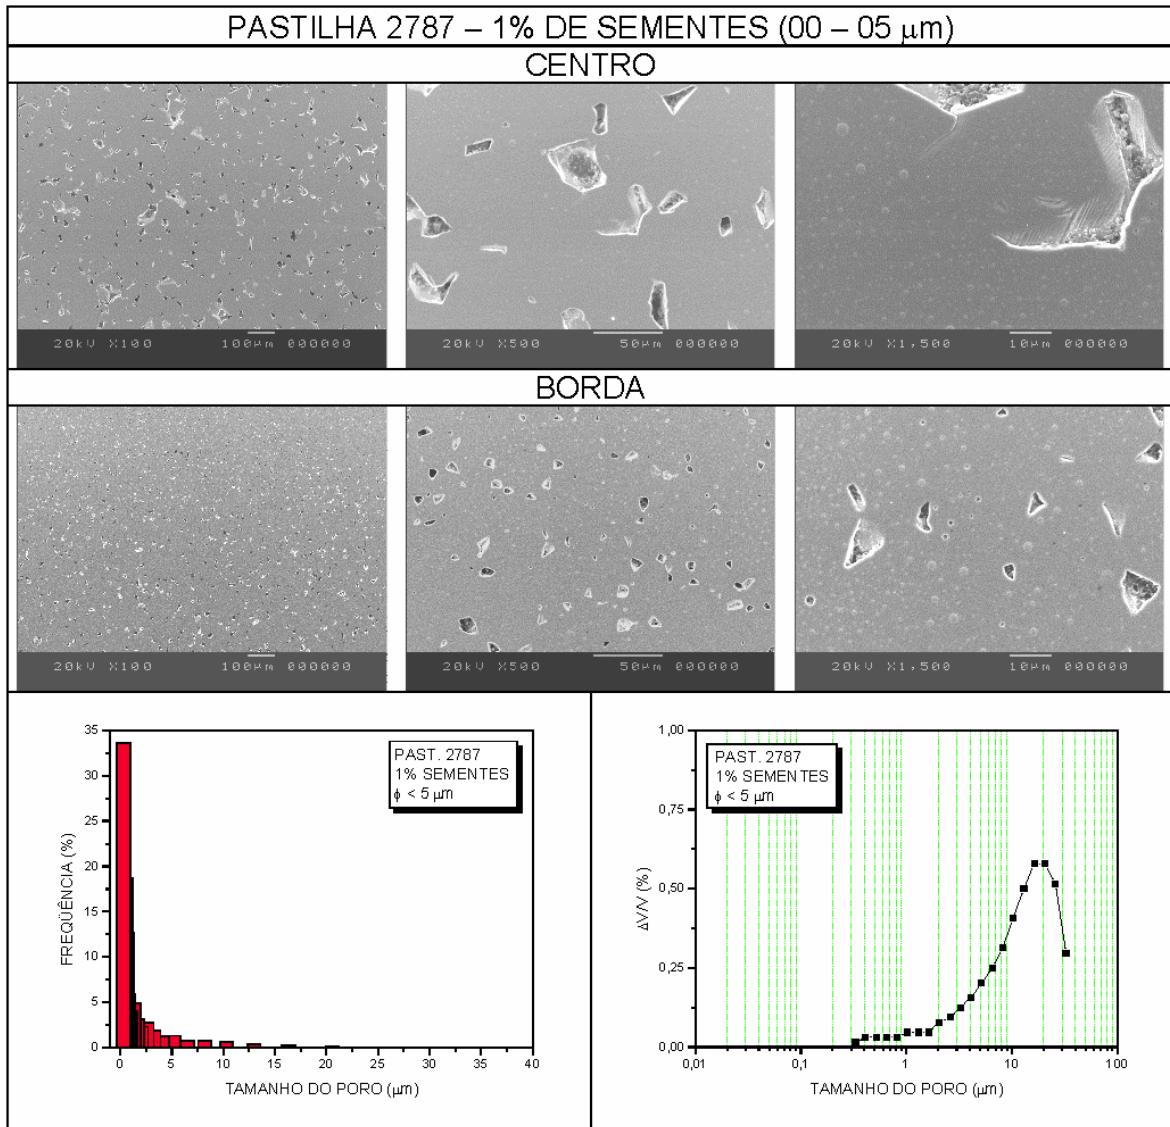 PASTILHA 2787 – 1% DE SEMENTES (00 – 05 µm)
CENTRO
20kV X100 100µm 000000
20kV X500 50µm 000000
20kV X1,500 10µm 000000
BORDA
20kV X100 100µm 000000
20kV X500 50µm 000000
20kV X1,500 10µm 000000
35
30
25
20
15
10
5
0
FREQÜÊNCIA (%)
PAST. 2787
1% SEMENTES
ϕ < 5 µm
0 5 10 15 20 25 30 35 40
TAMANHO DO PORO (µm)
1,00
0,75
0,50
0,25
0,00
ΔV/V (%)
PAST. 2787
1% SEMENTES
ϕ < 5 µm
0,01 0,1 1 10 100
TAMANHO DO PORO (µm)